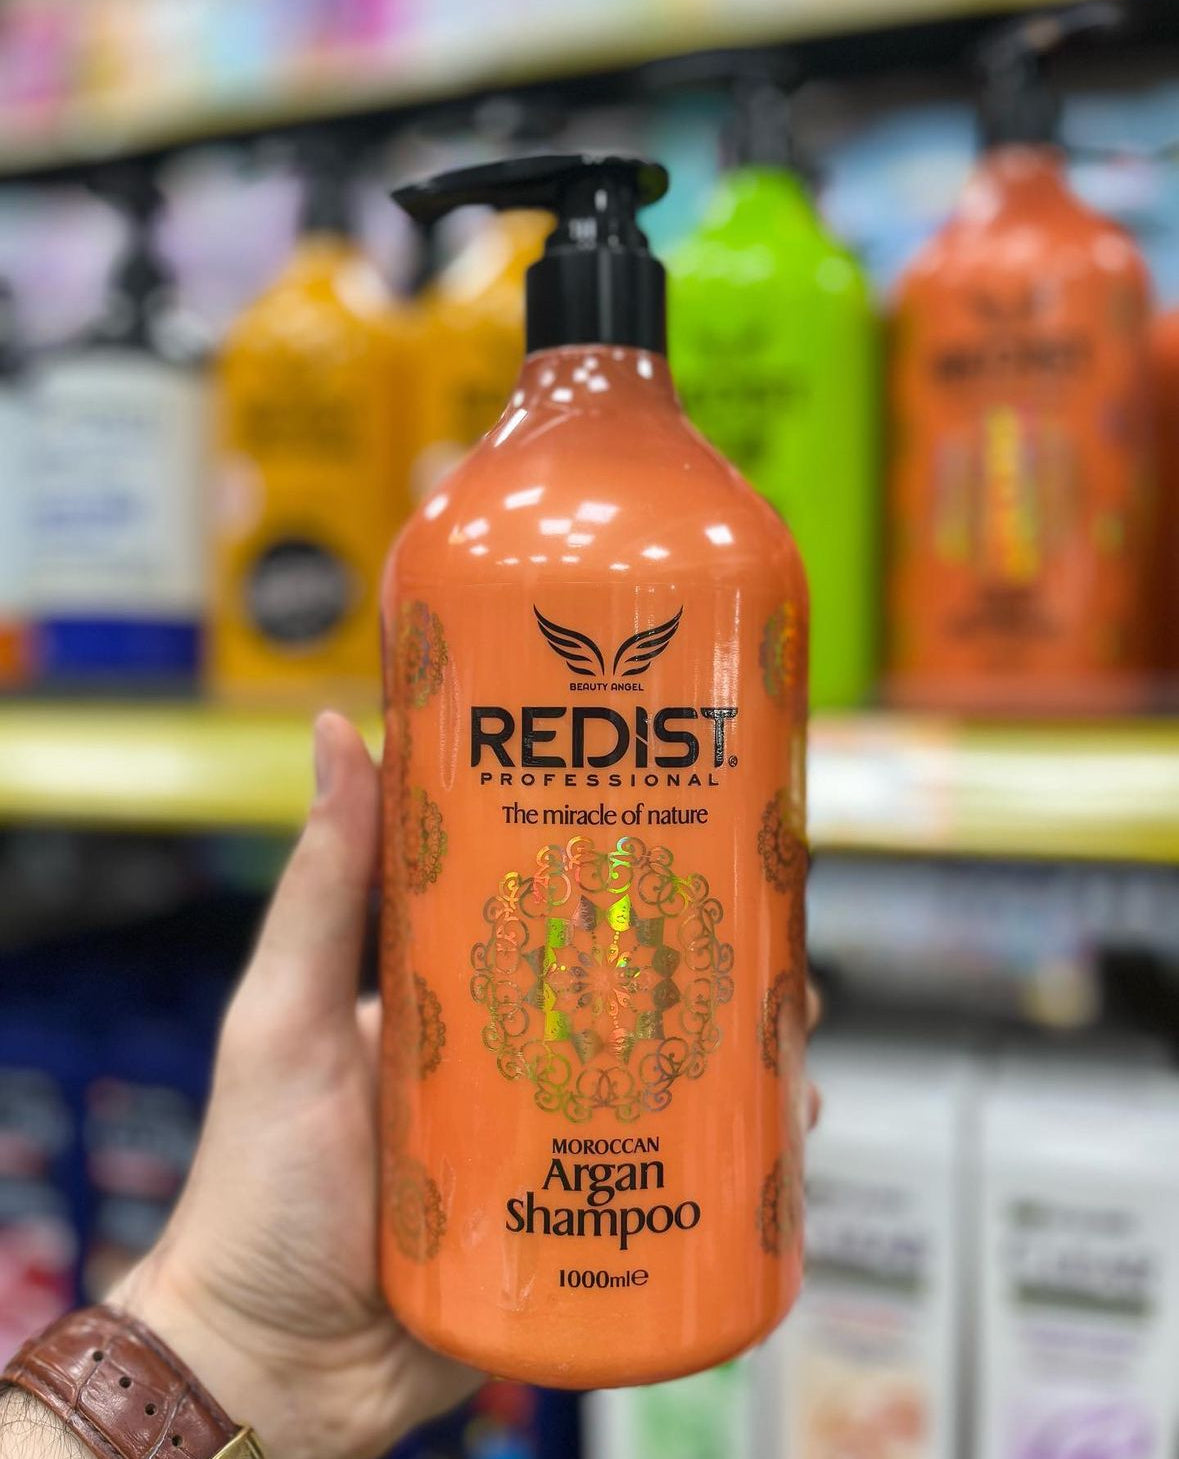 BEAUTY ANGEL
REDIST®
PROFESSIONAL
The miracle of nature
MOROCCAN
Argan
Shampoo
1000ml℮